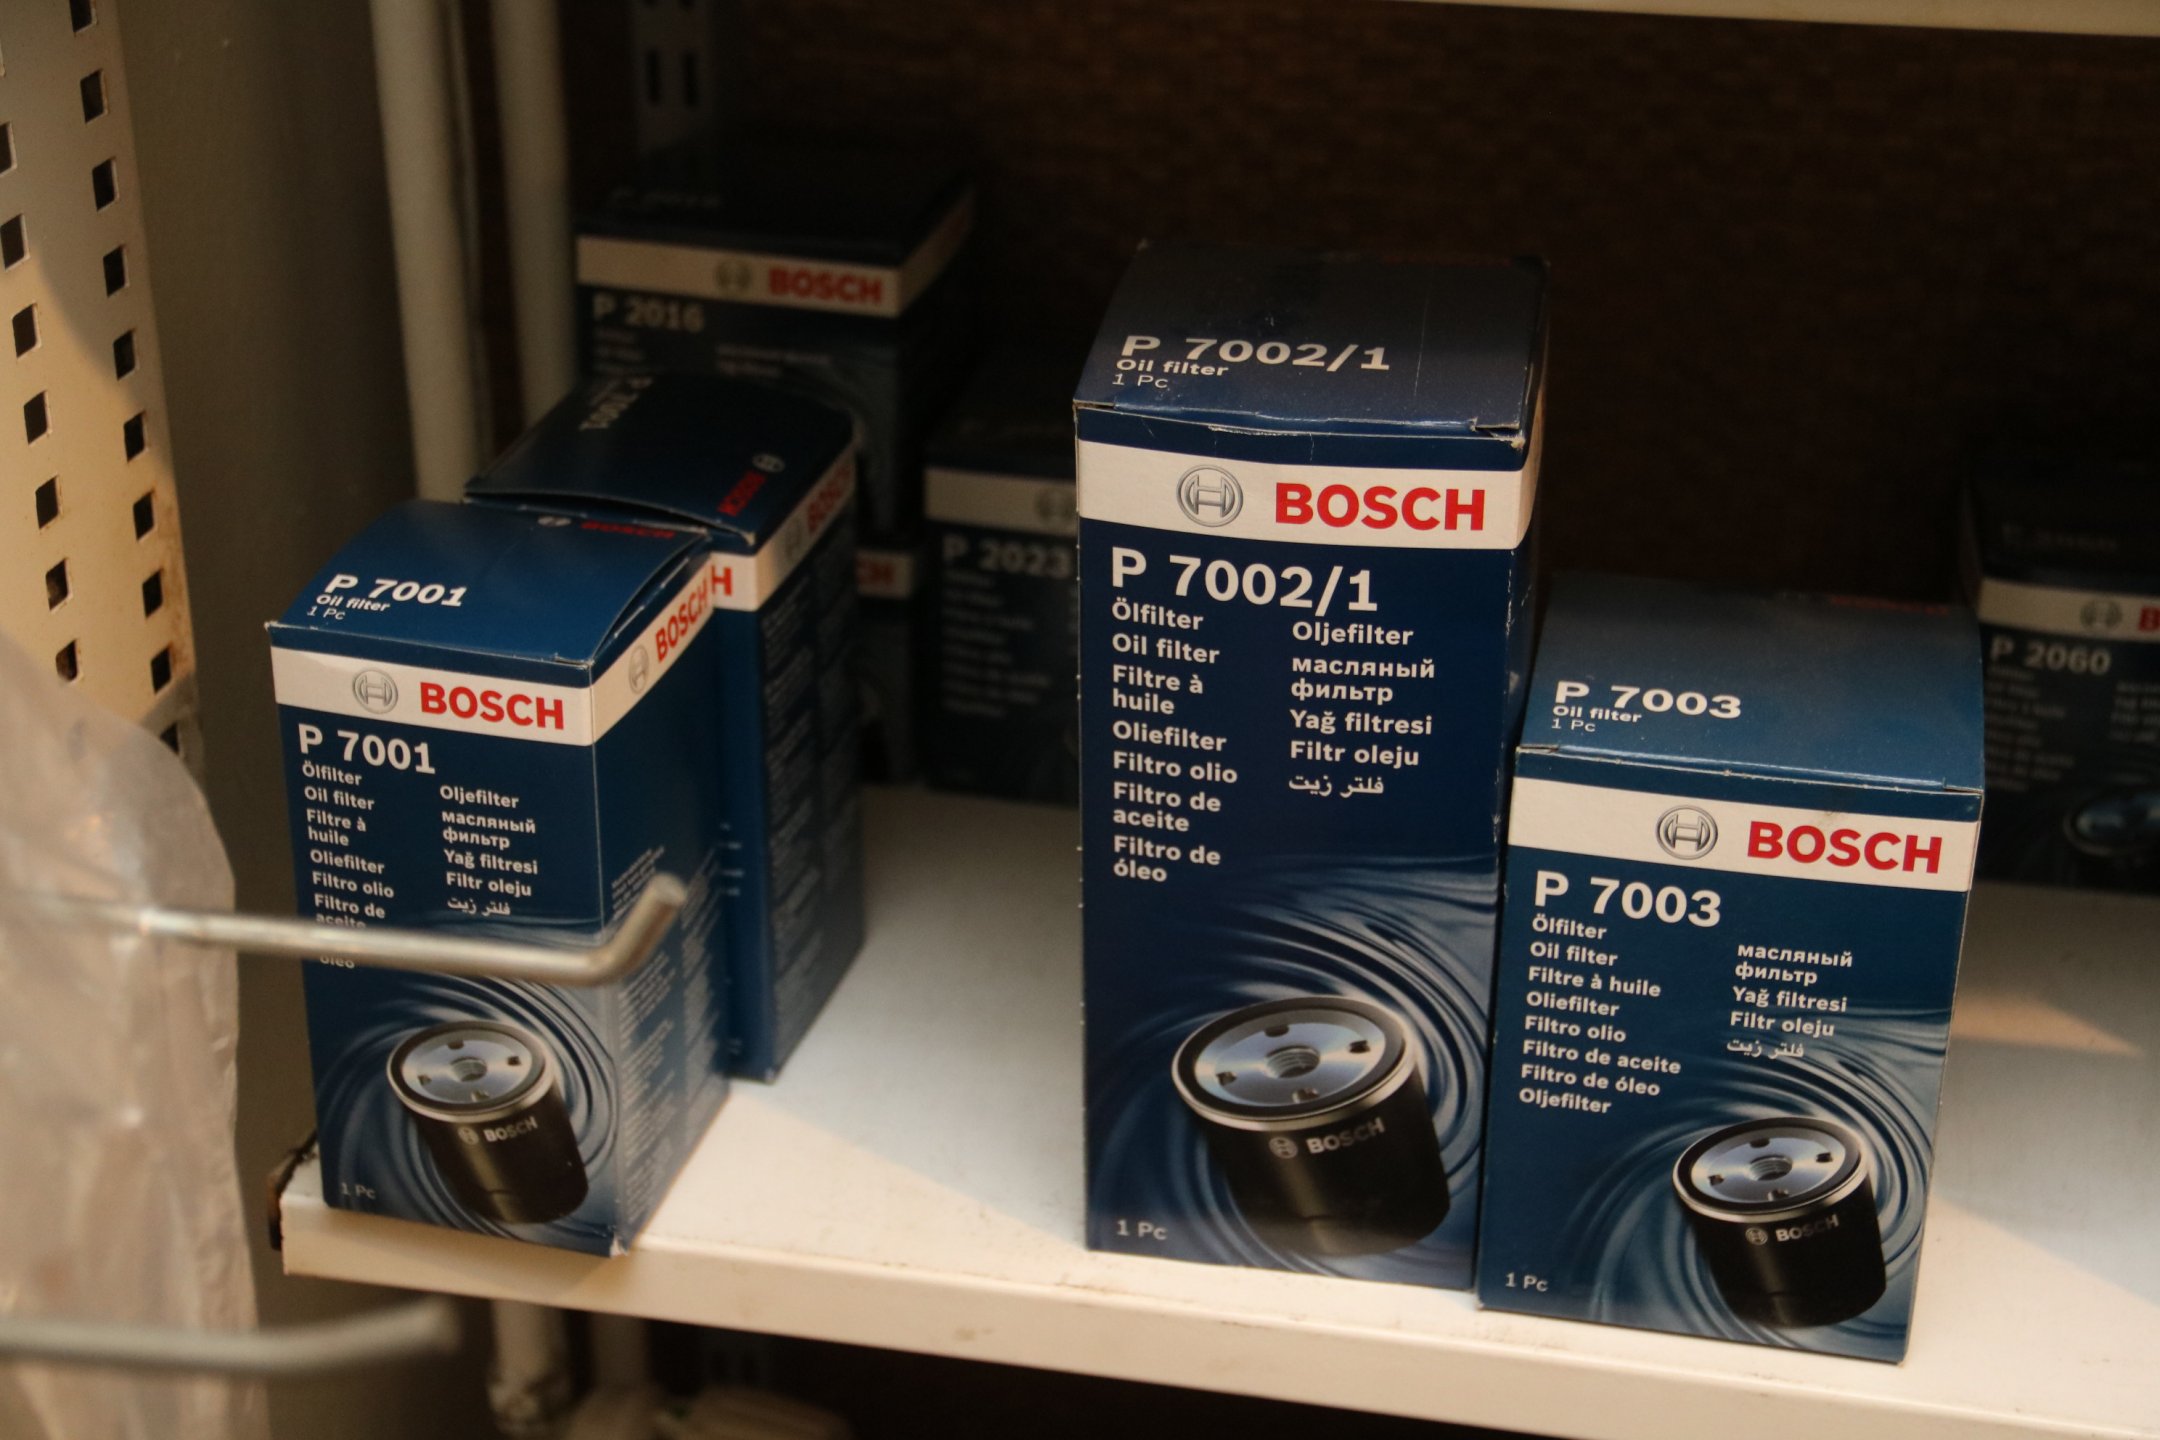 BOSCH
P 2016
BOSCH
BOSCH
P 7001
Oil filter
1 Pc
BOSCH
BOSCH
P 7001
Ölfilter
Oil filter
Filtre à
huile
Oliefilter
Filtro olio
Filtro de
aceite
óleo
Oljefilter
масляный
фильтр
Yağ filtresi
Filtr oleju
فلتر زيت
BOSCH
1 Pc
P 2023
P 7002/1
Oil filter
1 Pc
BOSCH
P 7002/1
Ölfilter
Oil filter
Filtre à
huile
Oliefilter
Filtro olio
Filtro de
aceite
Filtro de
óleo
Oljefilter
масляный
фильтр
Yağ filtresi
Filtr oleju
فلتر زيت
BOSCH
1 Pc
P 7003
Oil filter
1 Pc
BOSCH
P 7003
Ölfilter
Oil filter
Filtre à huile
Oliefilter
Filtro olio
Filtro de aceite
Filtro de óleo
Oljefilter
масляный
фильтр
Yağ filtresi
Filtr oleju
فلتر زيت
BOSCH
1 Pc
P 2060